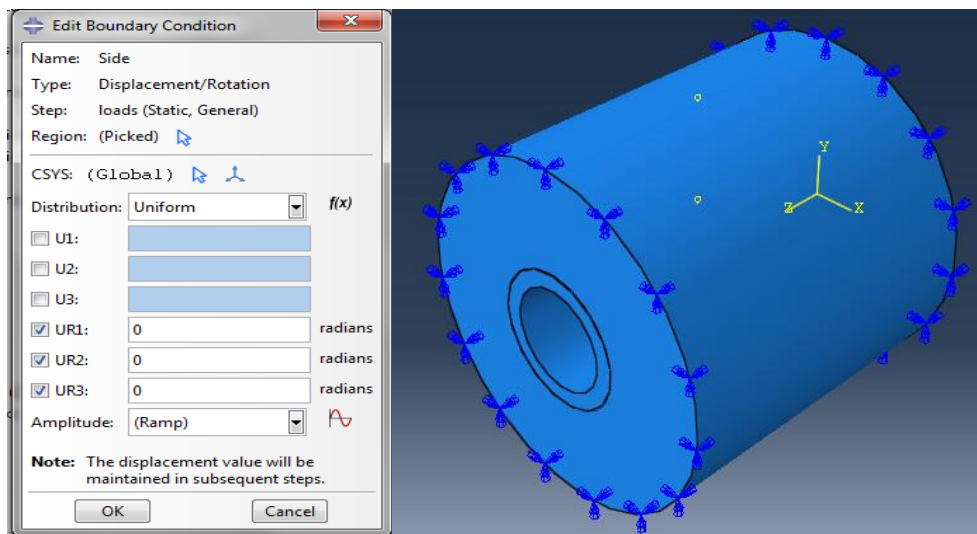 Edit Boundary Condition
Name: Side
Type: Displacement/Rotation
Step: loads (Static, General)
Region: (Picked)
CSYS: (Global)
Distribution: Uniform f(x)
U1:
U2:
U3:
UR1: 0 radians
UR2: 0 radians
UR3: 0 radians
Amplitude: (Ramp)
Note: The displacement value will be
maintained in subsequent steps.
OK Cancel
Y
Z X